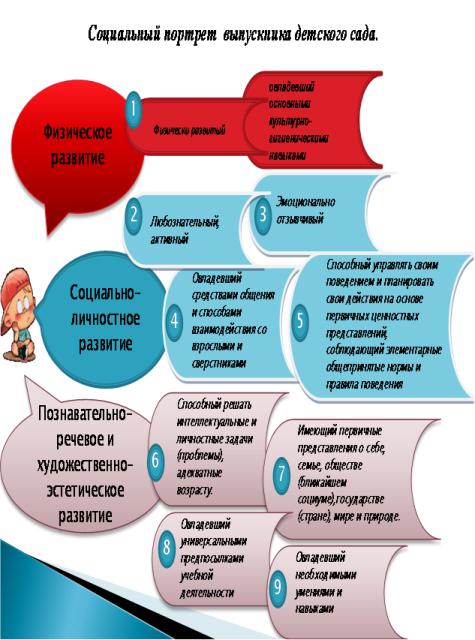 Социальный портрет выпускника детского сада.
Физическое
развитие
1
Физически развитый
овладевший
основными
культурно-
гигиеническими
навыками
2
Любознательный,
активный
3
Эмоционально
отзывчивый
Социально-
личностное
развитие
4
Овладевший
средствами общения
и способами
взаимодействия со
взрослыми и
сверстниками
5
Способный управлять своим
поведением и планировать
свои действия на основе
первичных ценностных
представлений,
соблюдающий элементарные
общепринятые нормы и
правила поведения
Познавательно-
речевое и
художественно-
эстетическое
развитие
6
Способный решать
интеллектуальные и
личностные задачи
(проблемы),
адекватные
возрасту.
7
Имеющий первичные
представления о себе,
семье, обществе
(ближайшем
социуме),государстве
(стране), мире и природе.
8
Овладевший
универсальными
предпосылками
учебной
деятельности
9
Овладевший
необходимыми
умениями и
навыками